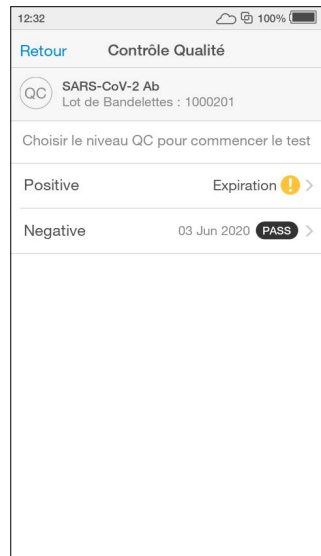 12:32 100%
Retour Contrôle Qualité
QC SARS-CoV-2 Ab
Lot de Bandelettes : 1000201
Choisir le niveau QC pour commencer le test
Positive Expiration !
Negative 03 Jun 2020 PASS